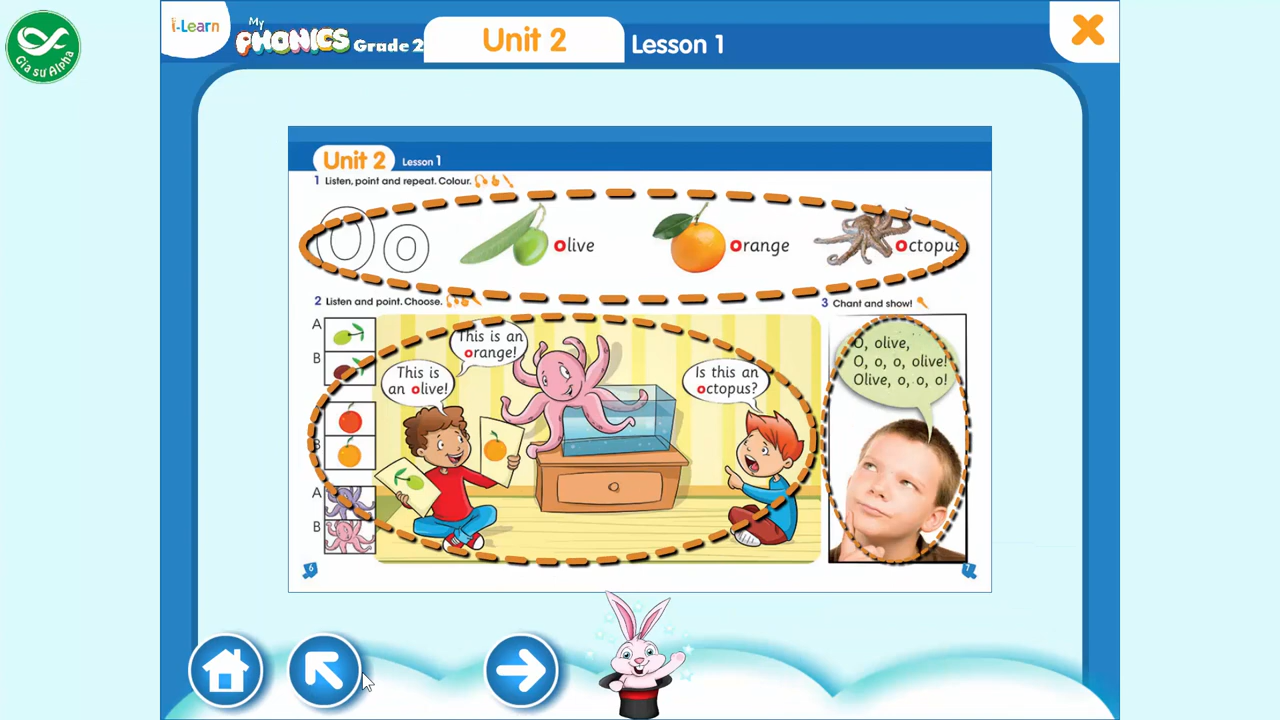 Gia sư Alpha
i-Learn
My
PHONICS Grade 2
Unit 2
Lesson 1
Unit 2 Lesson 1
1 Listen, point and repeat. Colour.
O o
olive
orange
octopus
2 Listen and point. Choose.
A
B
B
A
B
This is an
orange!
This is
an olive!
Is this an
octopus?
3 Chant and show!
O, olive,
O, o, o, olive!
Olive, o, o, o!
6
7